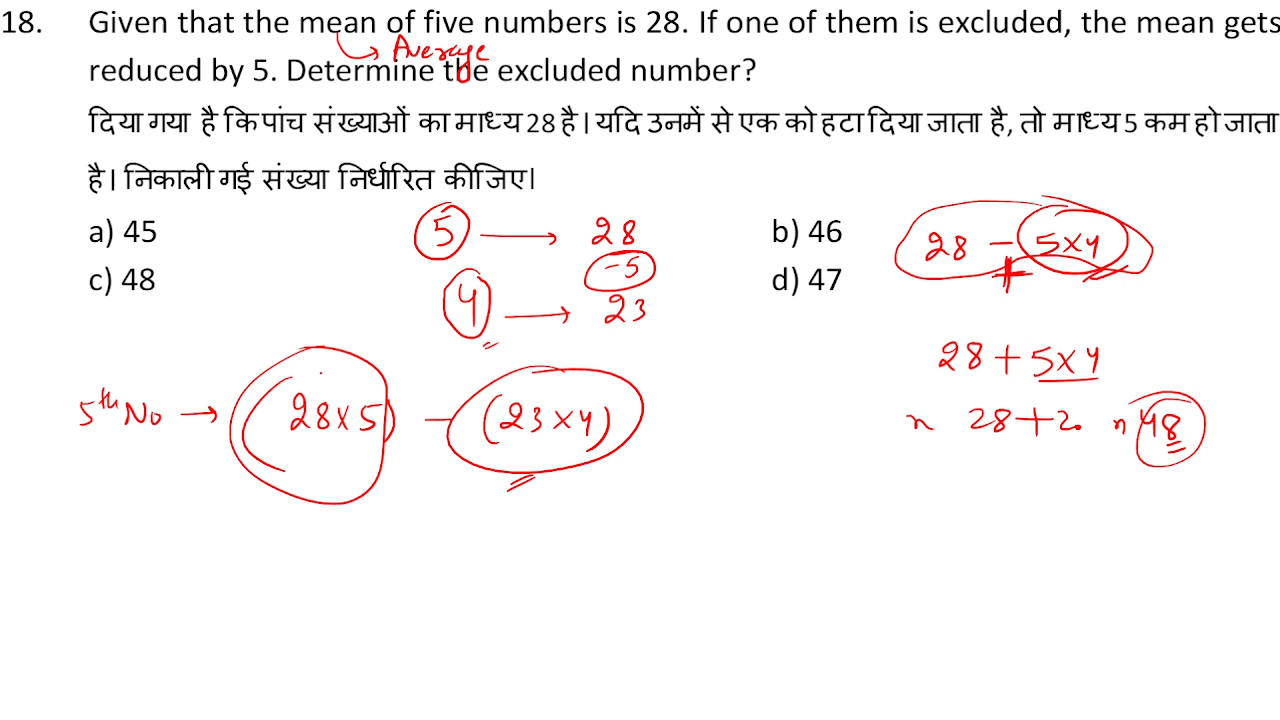 18. Given that the mean of five numbers is 28. If one of them is excluded, the mean gets
Average
reduced by 5. Determine the excluded number?
दिया गया है कि पांच संख्याओं का माध्य 28 है। यदि उनमें से एक को हटा दिया जाता है, तो माध्य 5 कम हो जाता
है। निकाली गई संख्या निर्धारित कीजिए।
a) 45
b) 46
c) 48
d) 47
5 → 28
-5
4 → 23
5th No → (28×5) - (23×4)
28 - 5×4
+
28 + 5×4
28+20
48